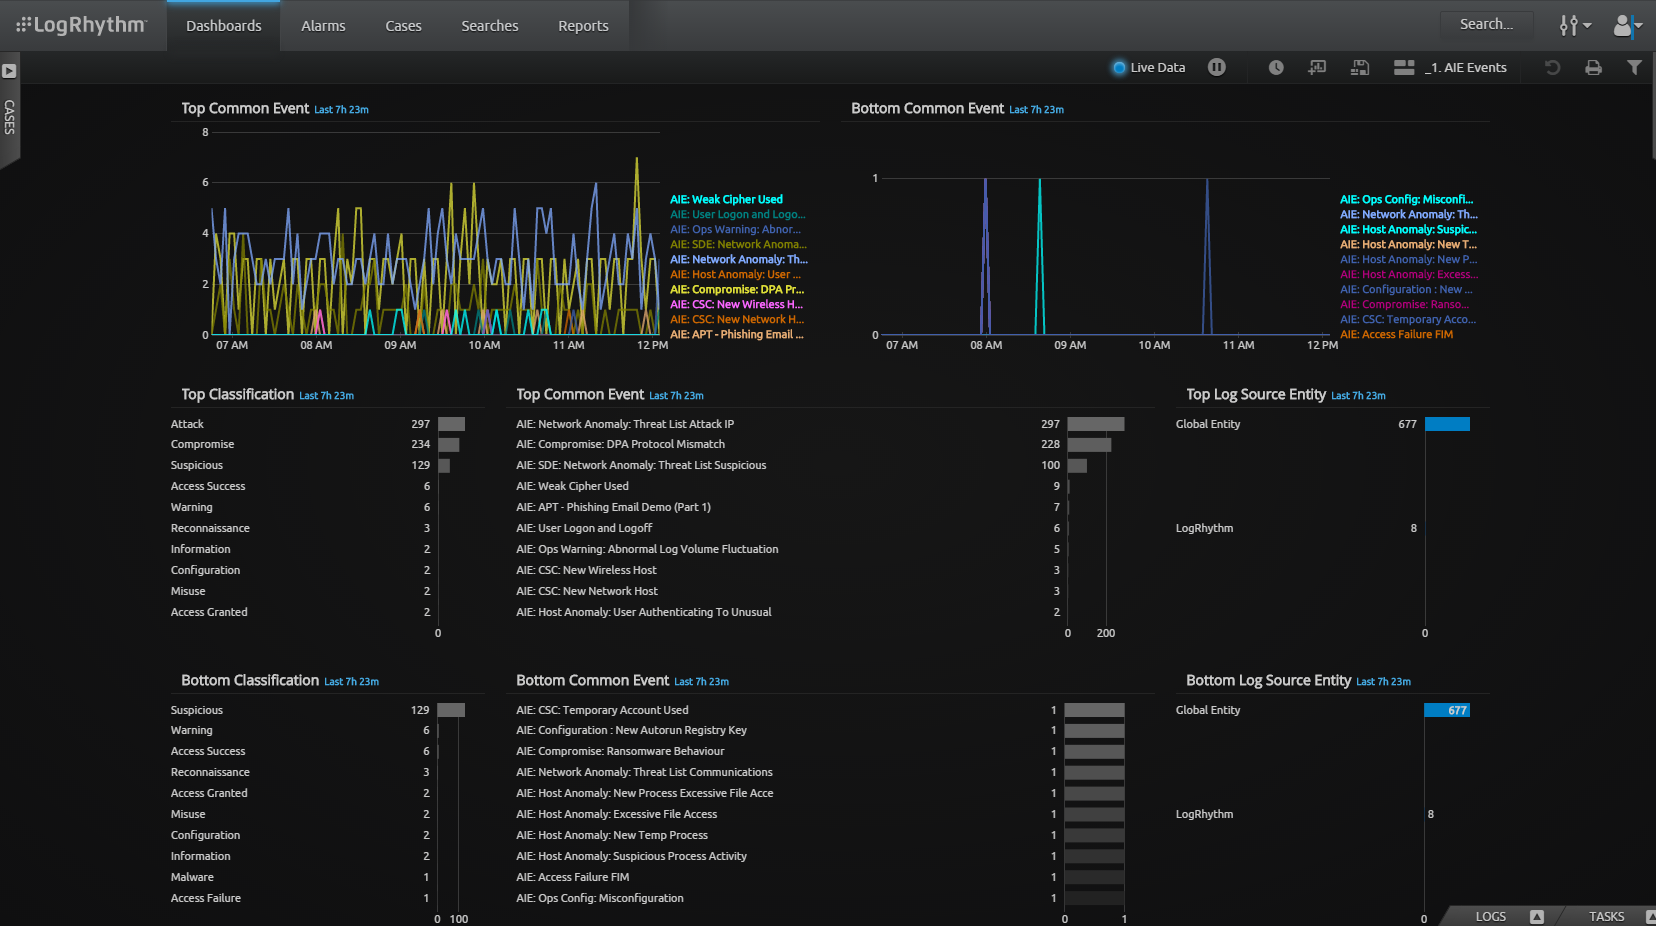 LogRhythm
Dashboards
Alarms
Cases
Searches
Reports
Search...
Live Data
_1. AIE Events
CASES
Top Common Event Last 7h 23m
8
6
4
2
0
07 AM 08 AM 09 AM 10 AM 11 AM 12 PM
AIE: Weak Cipher Used
AIE: User Logon and Logo...
AIE: Ops Warning: Abnor...
AIE: SDE: Network Anoma...
AIE: Network Anomaly: Th...
AIE: Host Anomaly: User ...
AIE: Compromise: DPA Pr...
AIE: CSC: New Wireless H...
AIE: CSC: New Network H...
AIE: APT - Phishing Email ...
Bottom Common Event Last 7h 23m
1
0
07 AM 08 AM 09 AM 10 AM 11 AM 12 PM
AIE: Ops Config: Misconfi...
AIE: Network Anomaly: Th...
AIE: Host Anomaly: Suspic...
AIE: Host Anomaly: New T...
AIE: Host Anomaly: New P...
AIE: Host Anomaly: Excess...
AIE: Configuration : New ...
AIE: Compromise: Ranso...
AIE: CSC: Temporary Acco...
AIE: Access Failure FIM
Top Classification Last 7h 23m
Attack 297
Compromise 234
Suspicious 129
Access Success 6
Warning 6
Reconnaissance 3
Information 2
Configuration 2
Misuse 2
Access Granted 2
0
Top Common Event Last 7h 23m
AIE: Network Anomaly: Threat List Attack IP 297
AIE: Compromise: DPA Protocol Mismatch 228
AIE: SDE: Network Anomaly: Threat List Suspicious 100
AIE: Weak Cipher Used 9
AIE: APT - Phishing Email Demo (Part 1) 7
AIE: User Logon and Logoff 6
AIE: Ops Warning: Abnormal Log Volume Fluctuation 5
AIE: CSC: New Wireless Host 3
AIE: CSC: New Network Host 3
AIE: Host Anomaly: User Authenticating To Unusual 2
0 200
Top Log Source Entity Last 7h 23m
Global Entity 677
LogRhythm 8
0
Bottom Classification Last 7h 23m
Suspicious 129
Warning 6
Access Success 6
Reconnaissance 3
Access Granted 2
Misuse 2
Configuration 2
Information 2
Malware 1
Access Failure 1
0 100
Bottom Common Event Last 7h 23m
AIE: CSC: Temporary Account Used 1
AIE: Configuration : New Autorun Registry Key 1
AIE: Compromise: Ransomware Behaviour 1
AIE: Network Anomaly: Threat List Communications 1
AIE: Host Anomaly: New Process Excessive File Acce 1
AIE: Host Anomaly: Excessive File Access 1
AIE: Host Anomaly: New Temp Process 1
AIE: Host Anomaly: Suspicious Process Activity 1
AIE: Access Failure FIM 1
AIE: Ops Config: Misconfiguration 1
0 1
Bottom Log Source Entity Last 7h 23m
Global Entity 677
LogRhythm 8
0
LOGS
TASKS